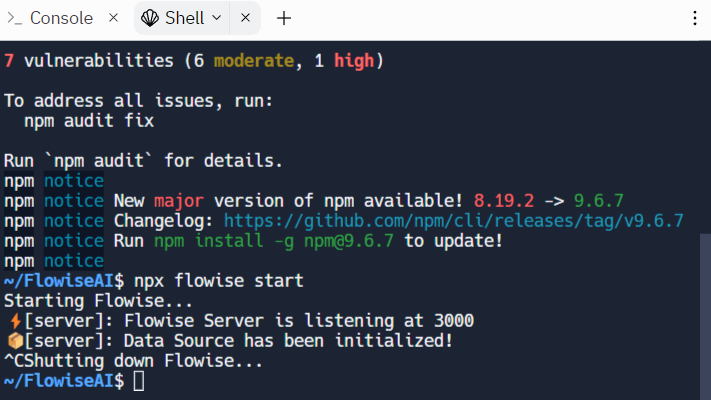 Console
Shell
7 vulnerabilities (6 moderate, 1 high)
To address all issues, run:
npm audit fix
Run `npm audit` for details.
npm notice
npm notice New major version of npm available! 8.19.2 -> 9.6.7
npm notice Changelog: https://github.com/npm/cli/releases/tag/v9.6.7
npm notice Run npm install -g npm@9.6.7 to update!
npm notice
~/FlowiseAI$ npx flowise start
Starting Flowise...
⚡[server]: Flowise Server is listening at 3000
📦[server]: Data Source has been initialized!
^CShutting down Flowise...
~/FlowiseAI$